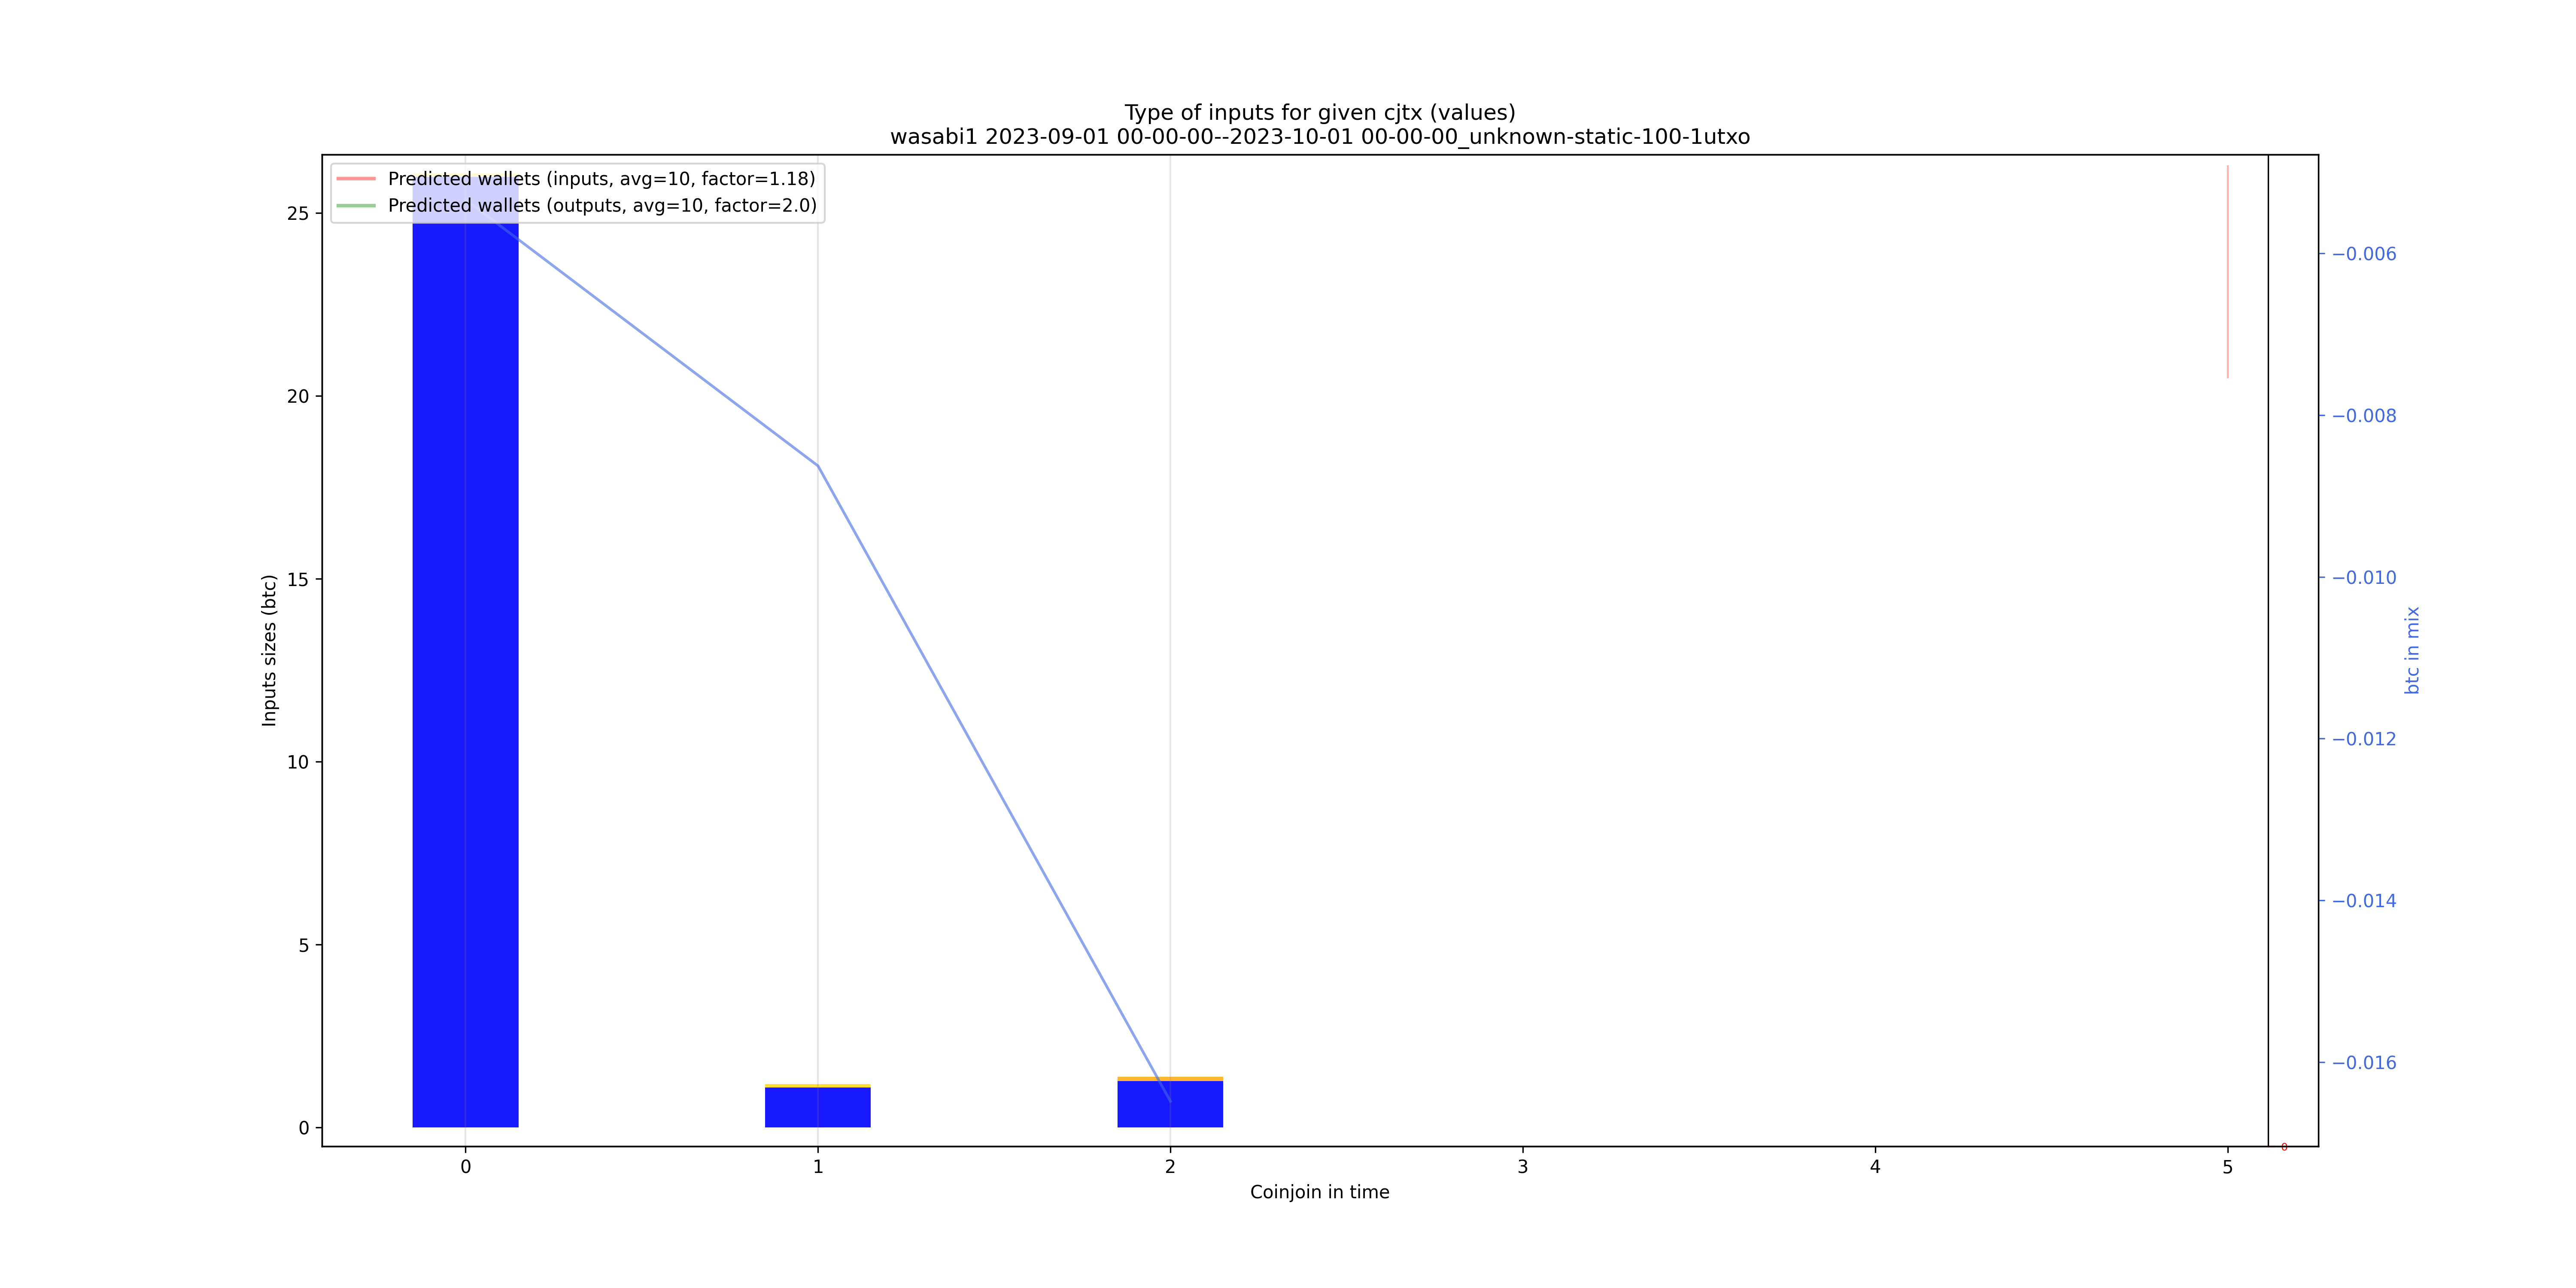 Type of inputs for given cjtx (values)
wasabi1 2023-09-01 00-00-00--2023-10-01 00-00-00_unknown-static-100-1utxo
Predicted wallets (inputs, avg=10, factor=1.18)
Predicted wallets (outputs, avg=10, factor=2.0)
25
20
15
10
5
0
Inputs sizes (btc)
−0.006
−0.008
−0.010
−0.012
−0.014
−0.016
btc in mix
0
0 1 2 3 4 5
Coinjoin in time